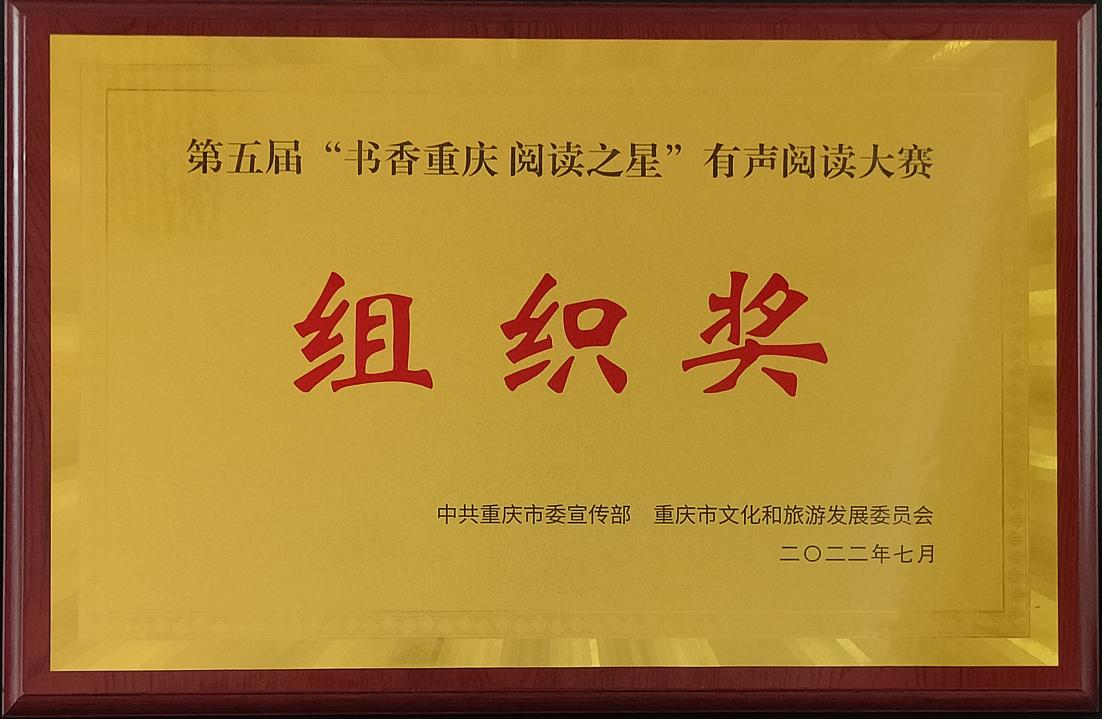 第五届“书香重庆 阅读之星”有声阅读大赛
组织奖
中共重庆市委宣传部 重庆市文化和旅游发展委员会
二〇二二年七月